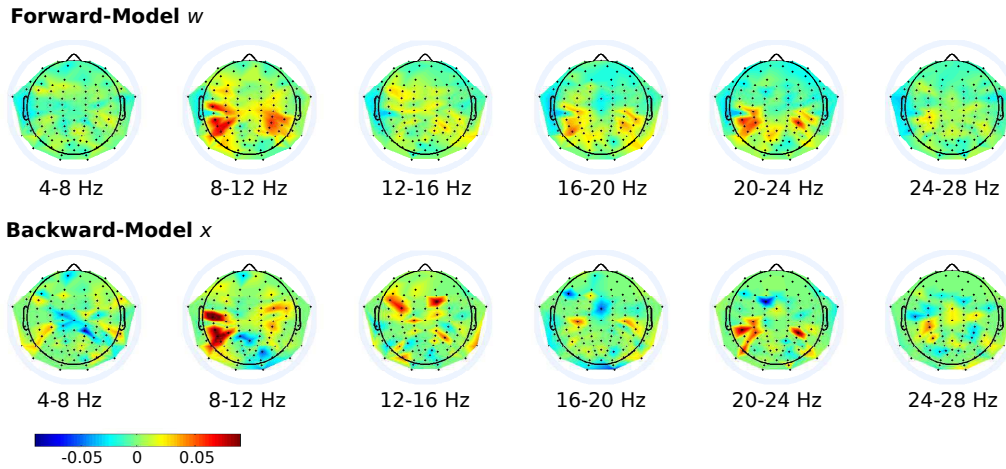 Forward-Model w
4-8 Hz 8-12 Hz 12-16 Hz 16-20 Hz 20-24 Hz 24-28 Hz
Backward-Model x
4-8 Hz 8-12 Hz 12-16 Hz 16-20 Hz 20-24 Hz 24-28 Hz
-0.05 0 0.05